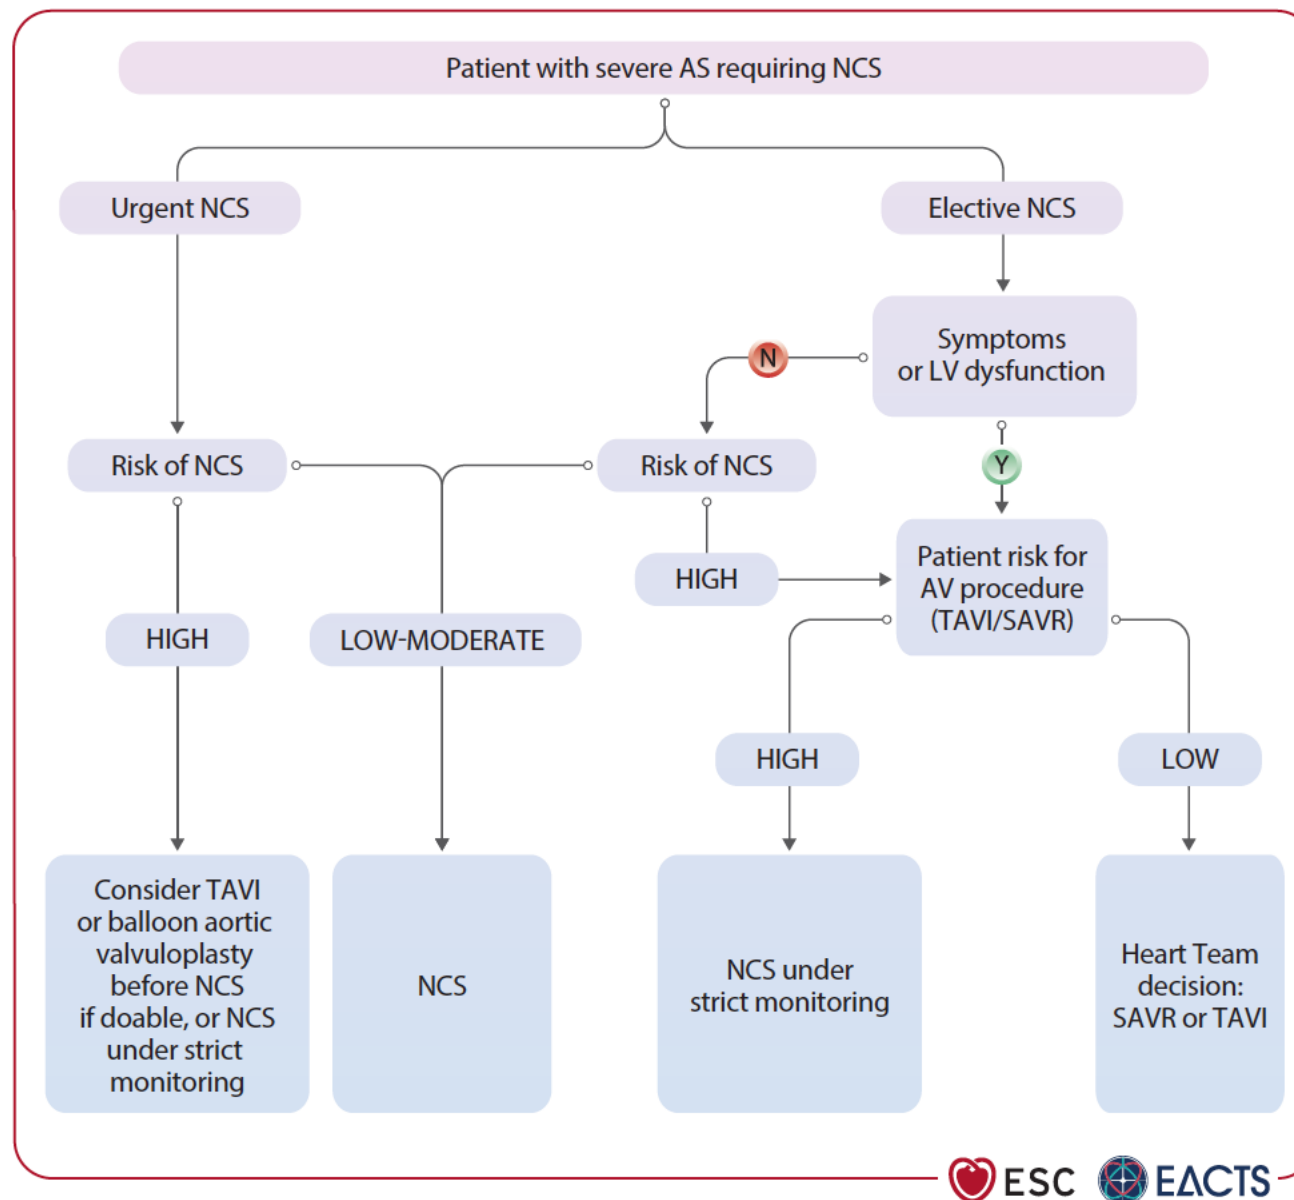 Patient with severe AS requiring NCS
Urgent NCS
Elective NCS
Symptoms
or LV dysfunction
N
Y
Risk of NCS
Risk of NCS
HIGH
Patient risk for
AV procedure
(TAVI/SAVR)
HIGH
LOW-MODERATE
HIGH
LOW
Consider TAVI
or balloon aortic
valvuloplasty
before NCS
if doable, or NCS
under strict
monitoring
NCS
NCS under
strict monitoring
Heart Team
decision:
SAVR or TAVI
ESC
EΔCTS